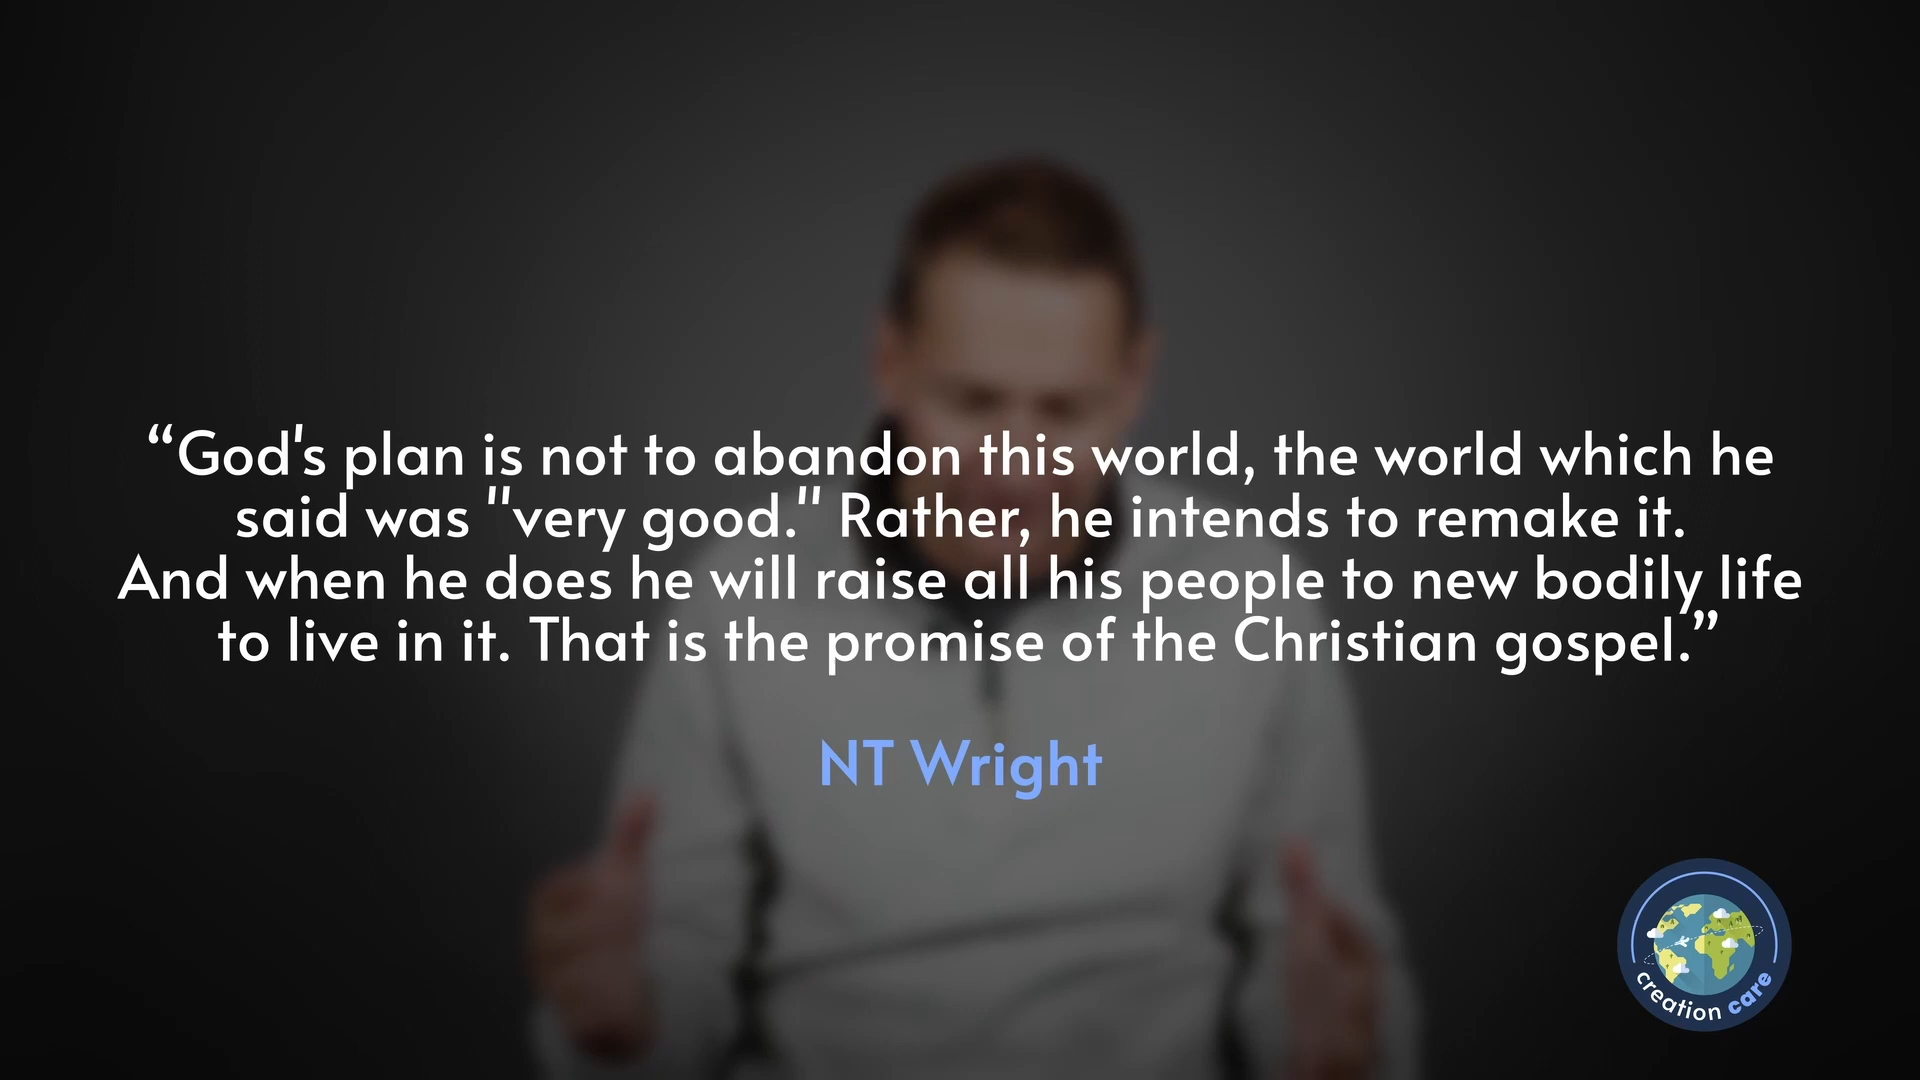 “God's plan is not to abandon this world, the world which he
said was "very good." Rather, he intends to remake it.
And when he does he will raise all his people to new bodily life
to live in it. That is the promise of the Christian gospel.”
NT Wright
creation care